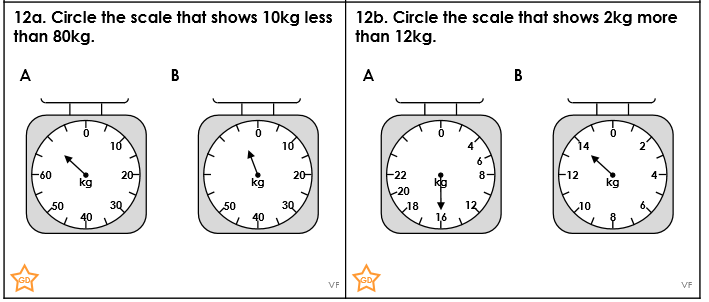 12a. Circle the scale that shows 10kg less
than 80kg.
A
B
0
10
20
30
40
50
60
kg
0
10
20
30
40
50
kg
GD
VF
12b. Circle the scale that shows 2kg more
than 12kg.
A
B
0
4
6
8
12
16
18
20
22
kg
0
2
4
6
8
10
12
14
kg
GD
VF